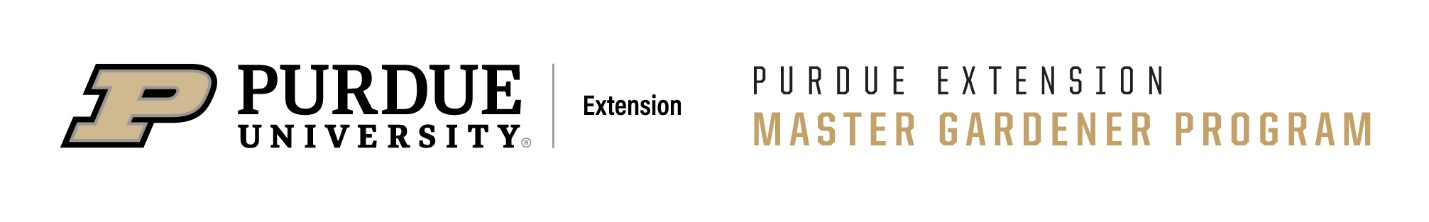 P PURDUE
UNIVERSITY®
Extension
PURDUE EXTENSION
MASTER GARDENER PROGRAM